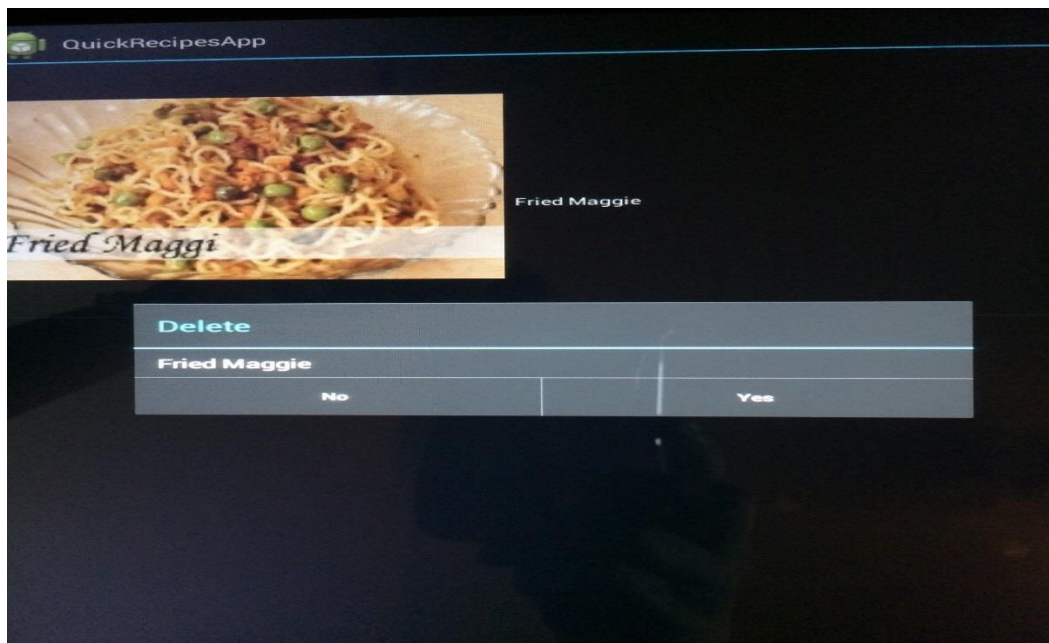 QuickRecipesApp
Fried Maggi
Fried Maggie
Delete
Fried Maggie
No
Yes